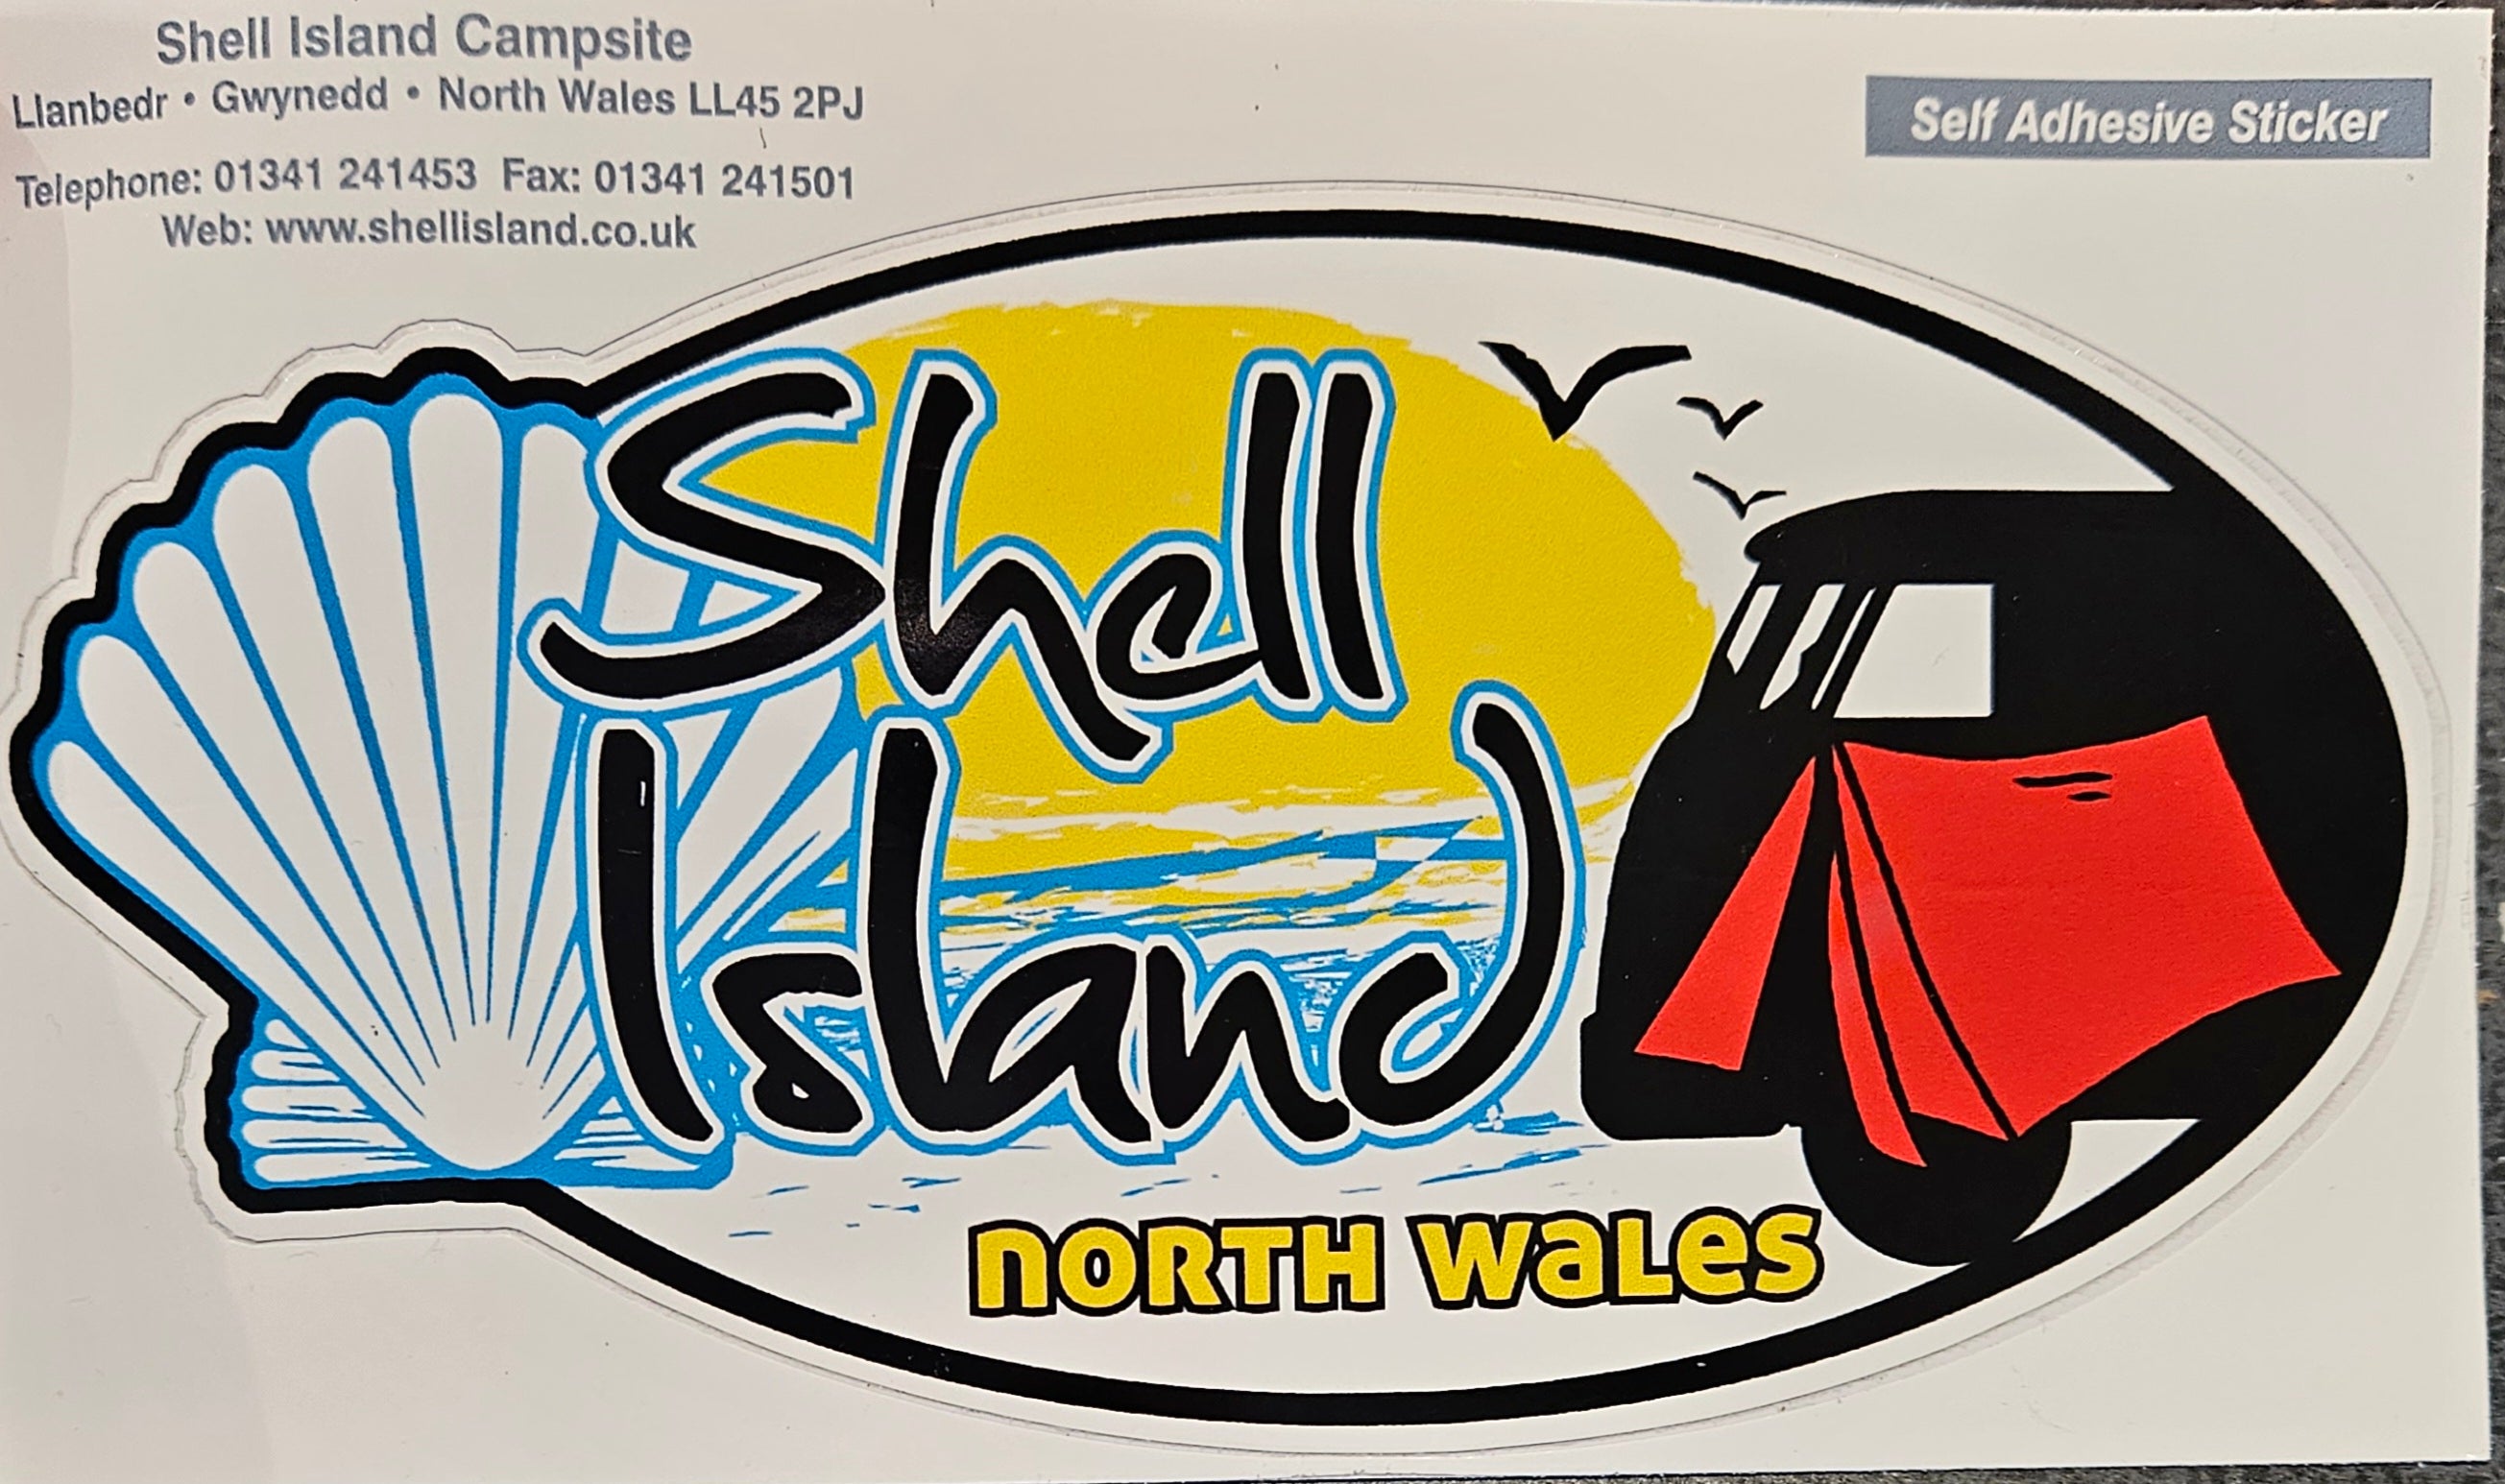 Shell Island Campsite
Llanbedr • Gwynedd • North Wales LL45 2PJ
Telephone: 01341 241453 Fax: 01341 241501
Web: www.shellisland.co.uk
Self Adhesive Sticker
Shell
Island
NORTH WALES